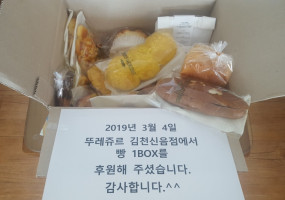 2019년 3월 4일
뚜레쥬르 김천신음점에서
빵 1BOX를
후원해 주셨습니다.
감사합니다.^^